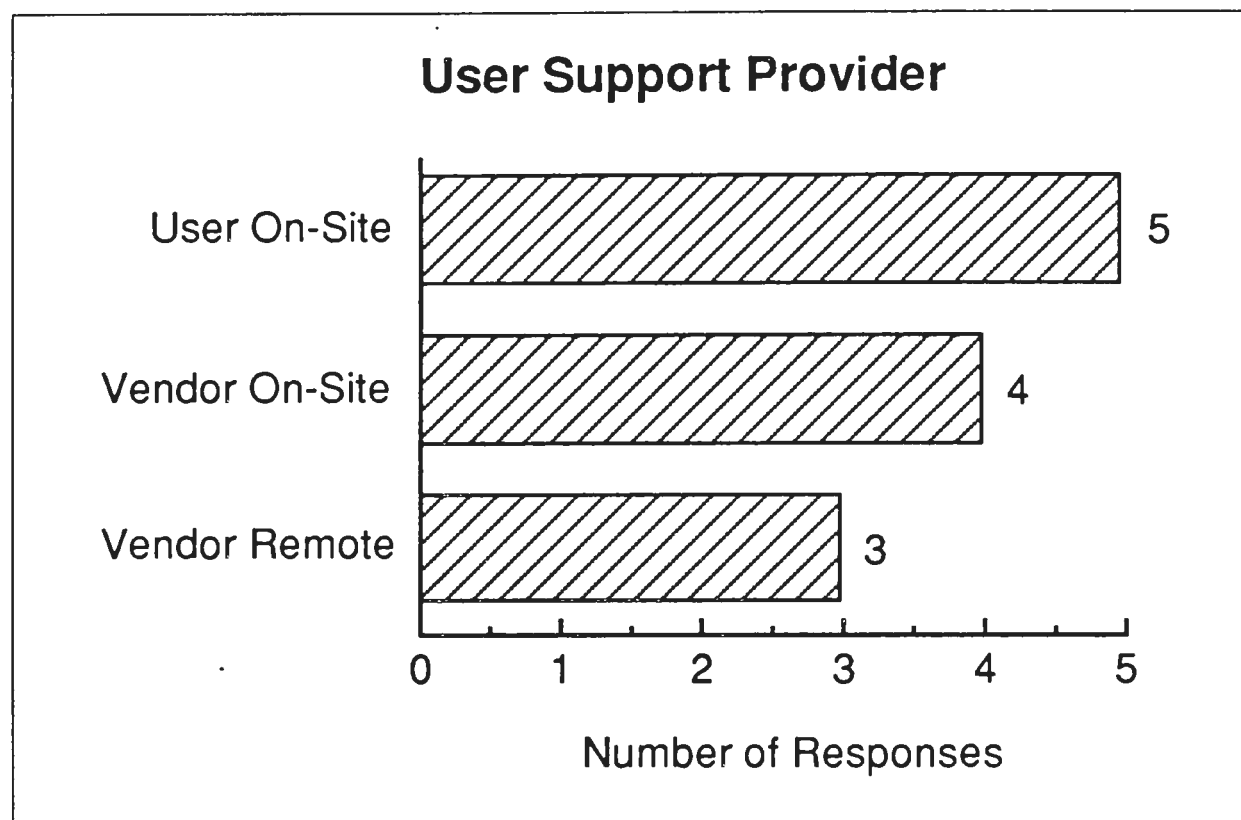 User Support Provider
User On-Site 5
Vendor On-Site 4
Vendor Remote 3
0 1 2 3 4 5
Number of Responses